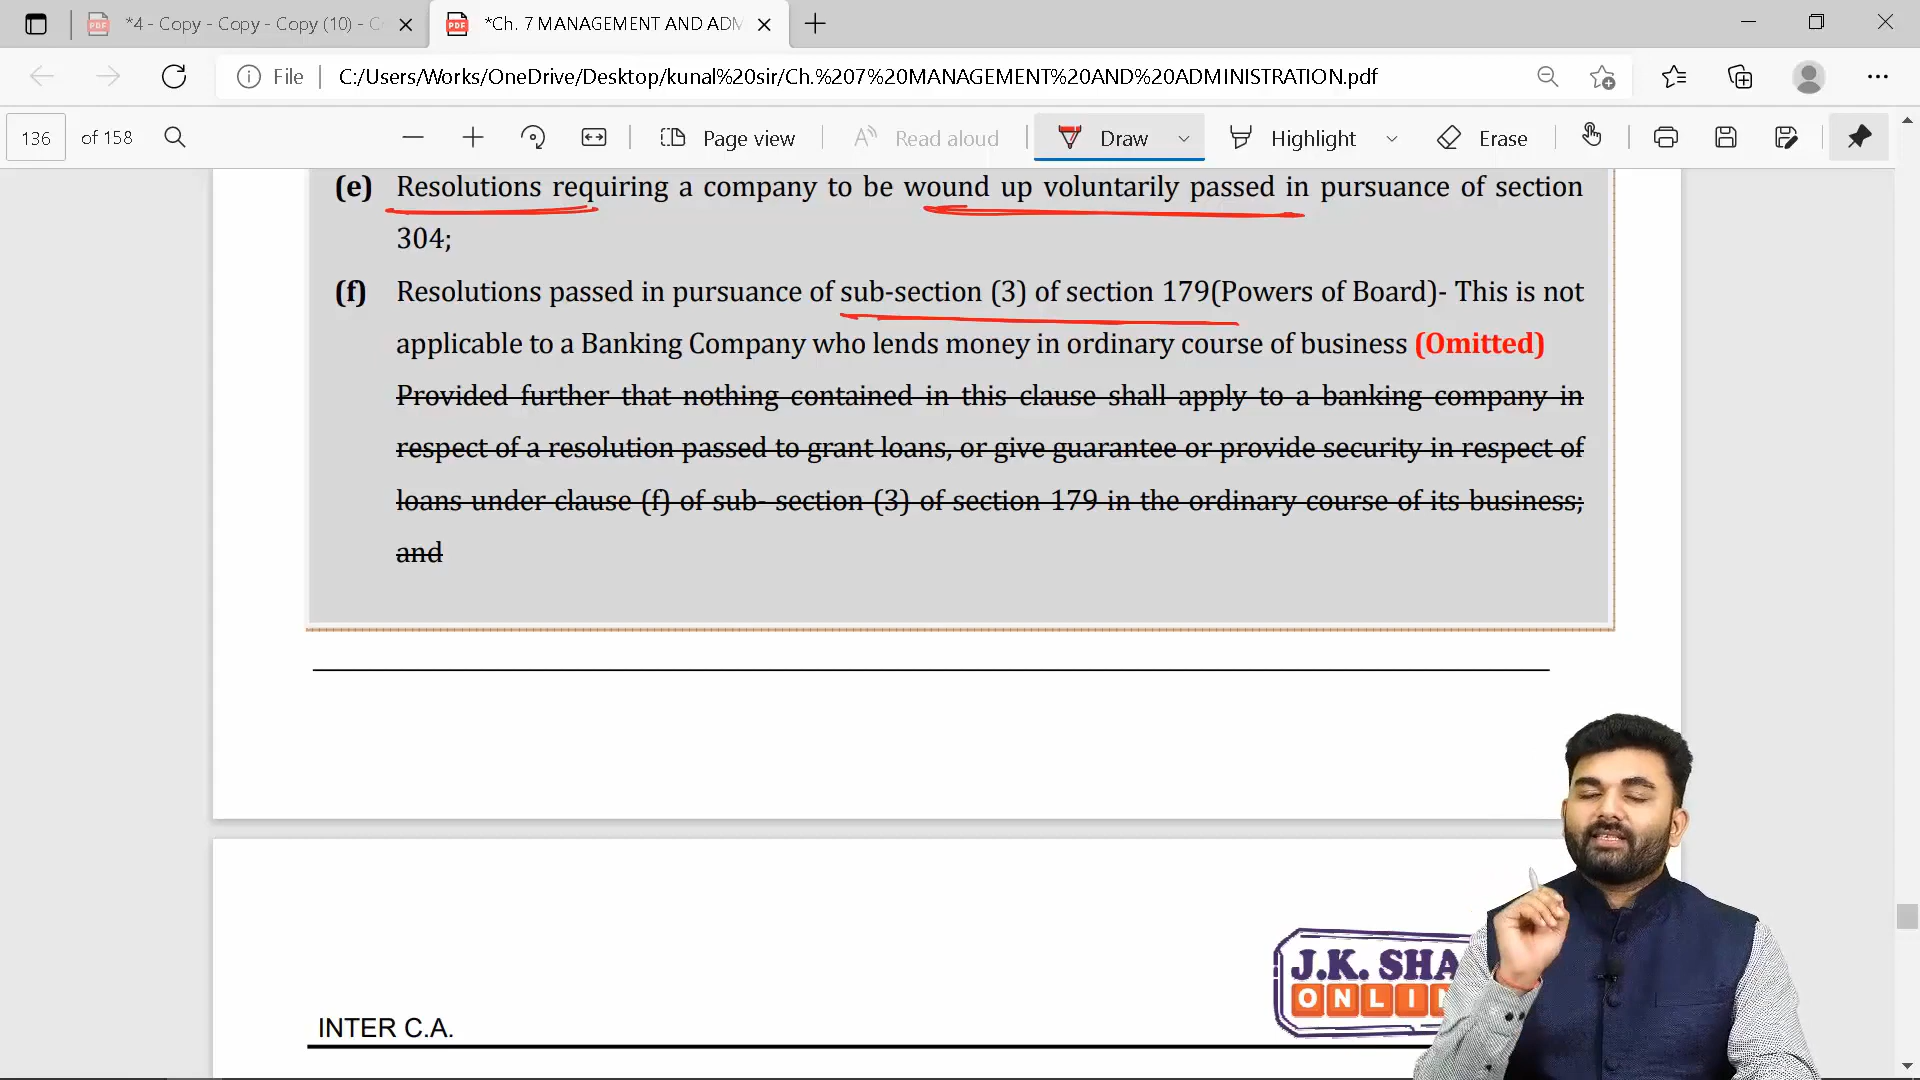 *4 - Copy - Copy - Copy (10) - C
*Ch. 7 MANAGEMENT AND ADM
File
C:/Users/Works/OneDrive/Desktop/kunal%20sir/Ch.%207%20MANAGEMENT%20AND%20ADMINISTRATION.pdf
136 of 158
Page view
Read aloud
Draw
Highlight
Erase
(e) Resolutions requiring a company to be wound up voluntarily passed in pursuance of section
304;
(f) Resolutions passed in pursuance of sub-section (3) of section 179(Powers of Board)- This is not
applicable to a Banking Company who lends money in ordinary course of business (Omitted)
Provided further that nothing contained in this clause shall apply to a banking company in
respect of a resolution passed to grant loans, or give guarantee or provide security in respect of
loans under clause (f) of sub- section (3) of section 179 in the ordinary course of its business;
and
J.K. SHA
ONLIN
INTER C.A.